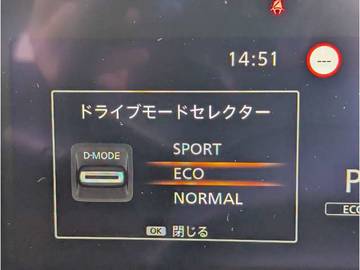 14:51
---
ドライブモードセレクター
D-MODE
SPORT
ECO
NORMAL
OK 閉じる
P
ECO